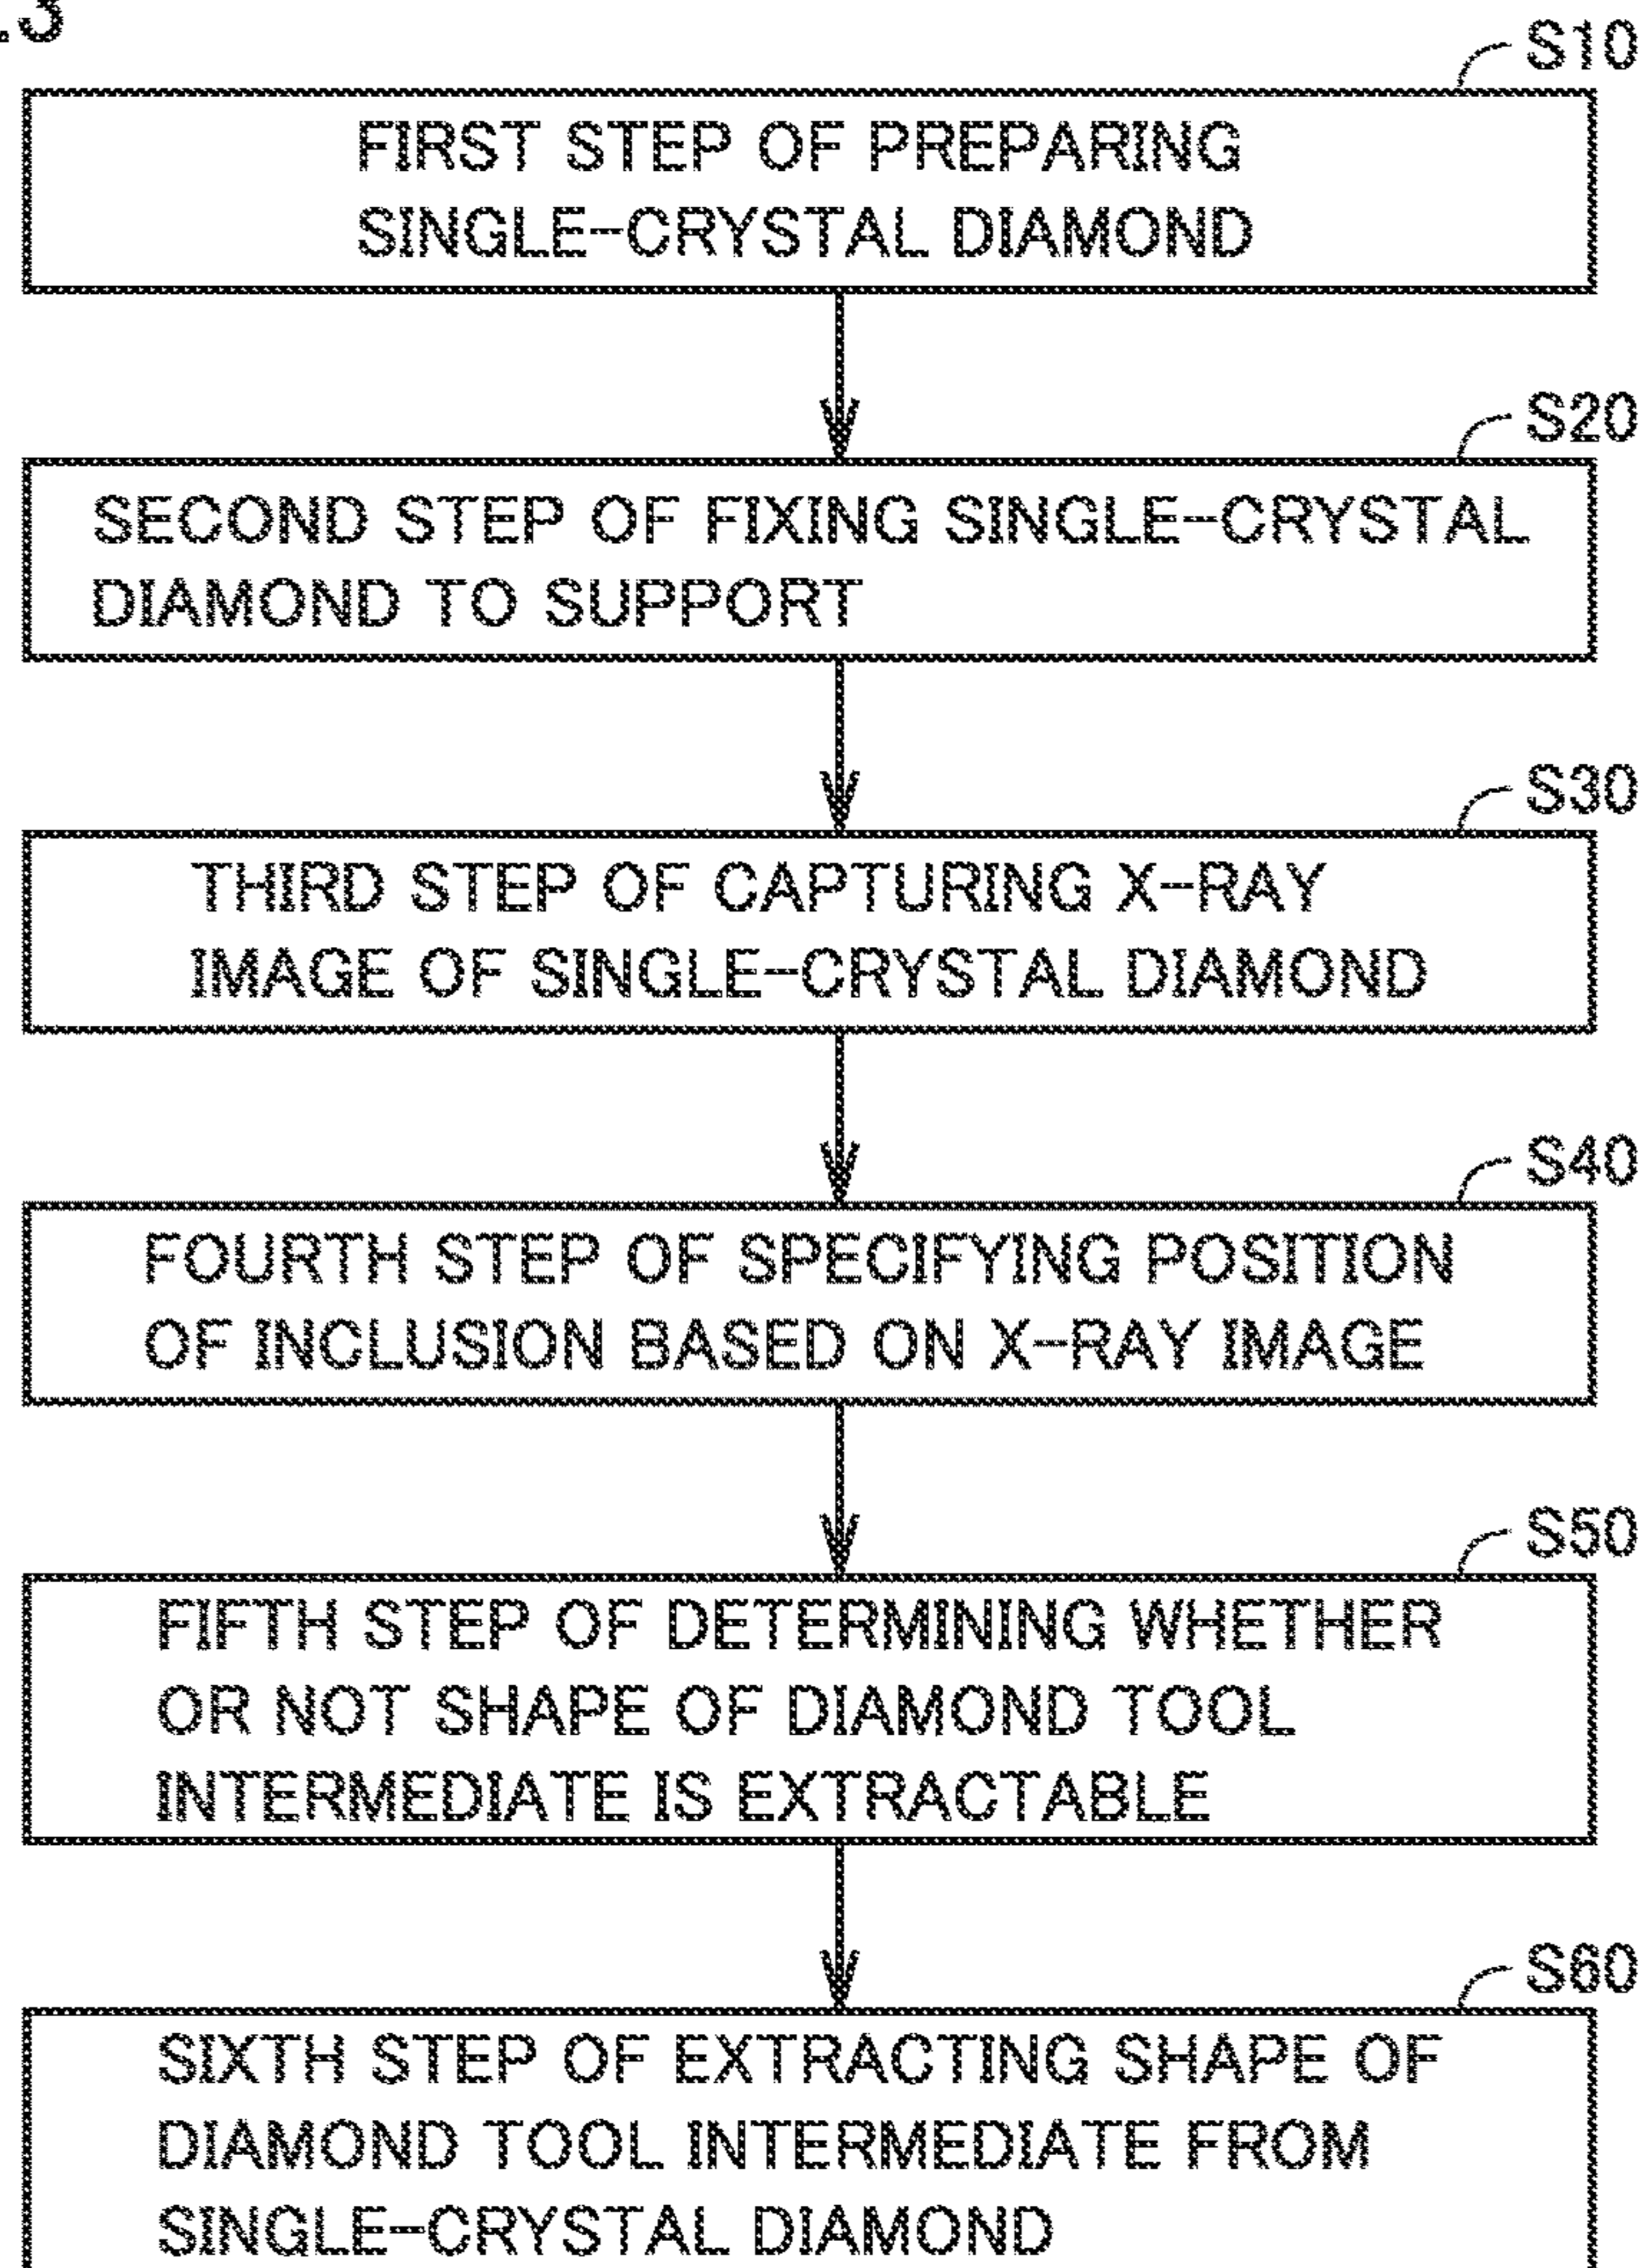 .3
S10
FIRST STEP OF PREPARING
SINGLE-CRYSTAL DIAMOND
S20
SECOND STEP OF FIXING SINGLE-CRYSTAL
DIAMOND TO SUPPORT
S30
THIRD STEP OF CAPTURING X-RAY
IMAGE OF SINGLE-CRYSTAL DIAMOND
S40
FOURTH STEP OF SPECIFYING POSITION
OF INCLUSION BASED ON X-RAY IMAGE
S50
FIFTH STEP OF DETERMINING WHETHER
OR NOT SHAPE OF DIAMOND TOOL
INTERMEDIATE IS EXTRACTABLE
S60
SIXTH STEP OF EXTRACTING SHAPE OF
DIAMOND TOOL INTERMEDIATE FROM
SINGLE-CRYSTAL DIAMOND